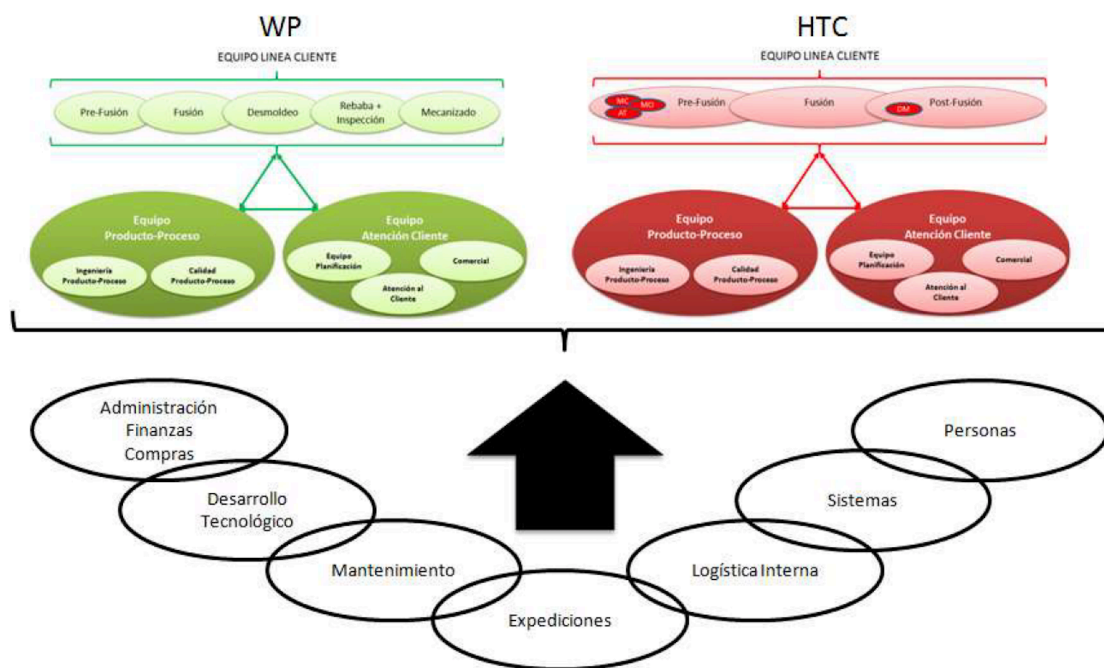 WP
EQUIPO LINEA CLIENTE
Pre-Fusión
Fusión
Desmoldeo
Rebaba +
Inspección
Mecanizado
Equipo
Producto-Proceso
Ingeniería
Producto-Proceso
Calidad
Producto-Proceso
Equipo
Atención Cliente
Equipo
Planificación
Comercial
Atención al
Cliente
HTC
EQUIPO LINEA CLIENTE
MC
MO
AT
Pre-Fusión
Fusión
Post-Fusión
DM
Equipo
Producto-Proceso
Ingeniería
Producto-Proceso
Calidad
Producto-Proceso
Equipo
Atención Cliente
Equipo
Planificación
Comercial
Atención al
Cliente
Administración
Finanzas
Compras
Desarrollo
Tecnológico
Mantenimiento
Expediciones
Logística Interna
Sistemas
Personas